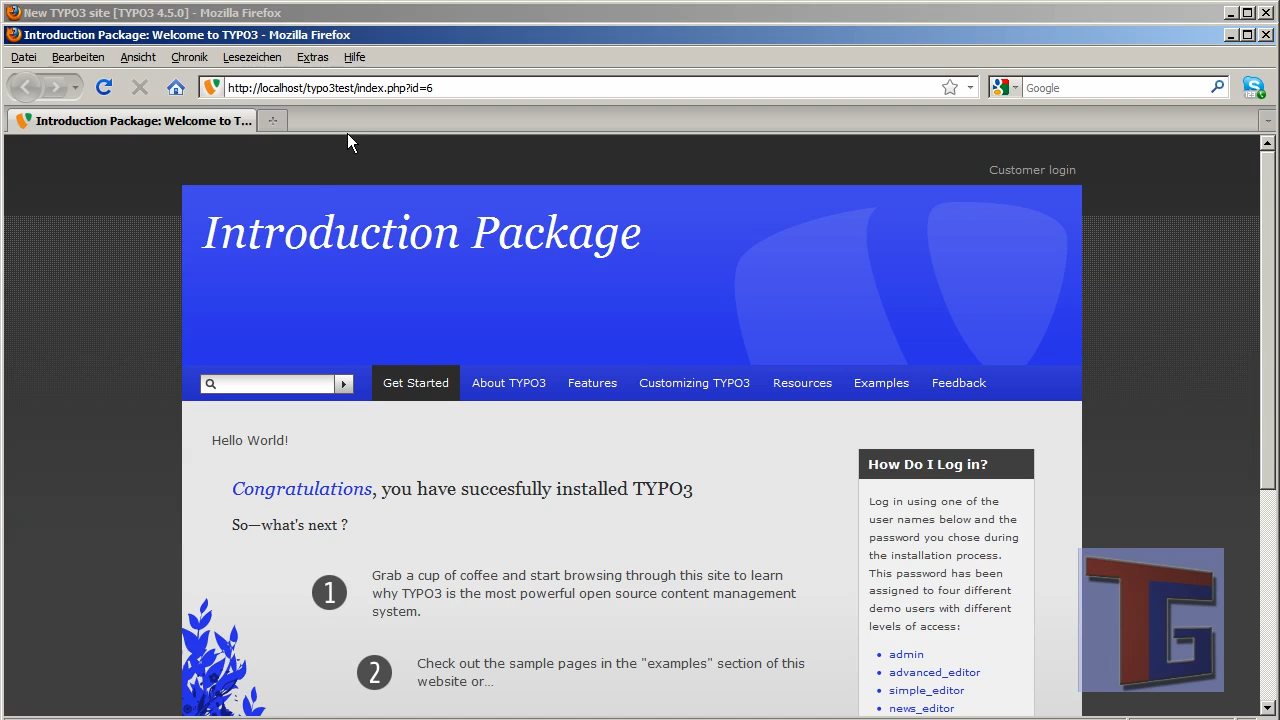 New TYPO3 site [TYPO3 4.5.0] - Mozilla Firefox
Introduction Package: Welcome to TYPO3 - Mozilla Firefox
Datei Bearbeiten Ansicht Chronik Lesezeichen Extras Hilfe
http://localhost/typo3test/index.php?id=6
Google
Introduction Package: Welcome to T...
Customer login
Introduction Package
Get Started About TYPO3 Features Customizing TYPO3 Resources Examples Feedback
Hello World!
Congratulations, you have succesfully installed TYPO3
So—what's next ?
1
Grab a cup of coffee and start browsing through this site to learn
why TYPO3 is the most powerful open source content management
system.
2
Check out the sample pages in the "examples" section of this
website or...
How Do I Log in?
Log in using one of the
user names below and the
password you chose during
the installation process.
This password has been
assigned to four different
demo users with different
levels of access:
admin
advanced_editor
simple_editor
news_editor
TG